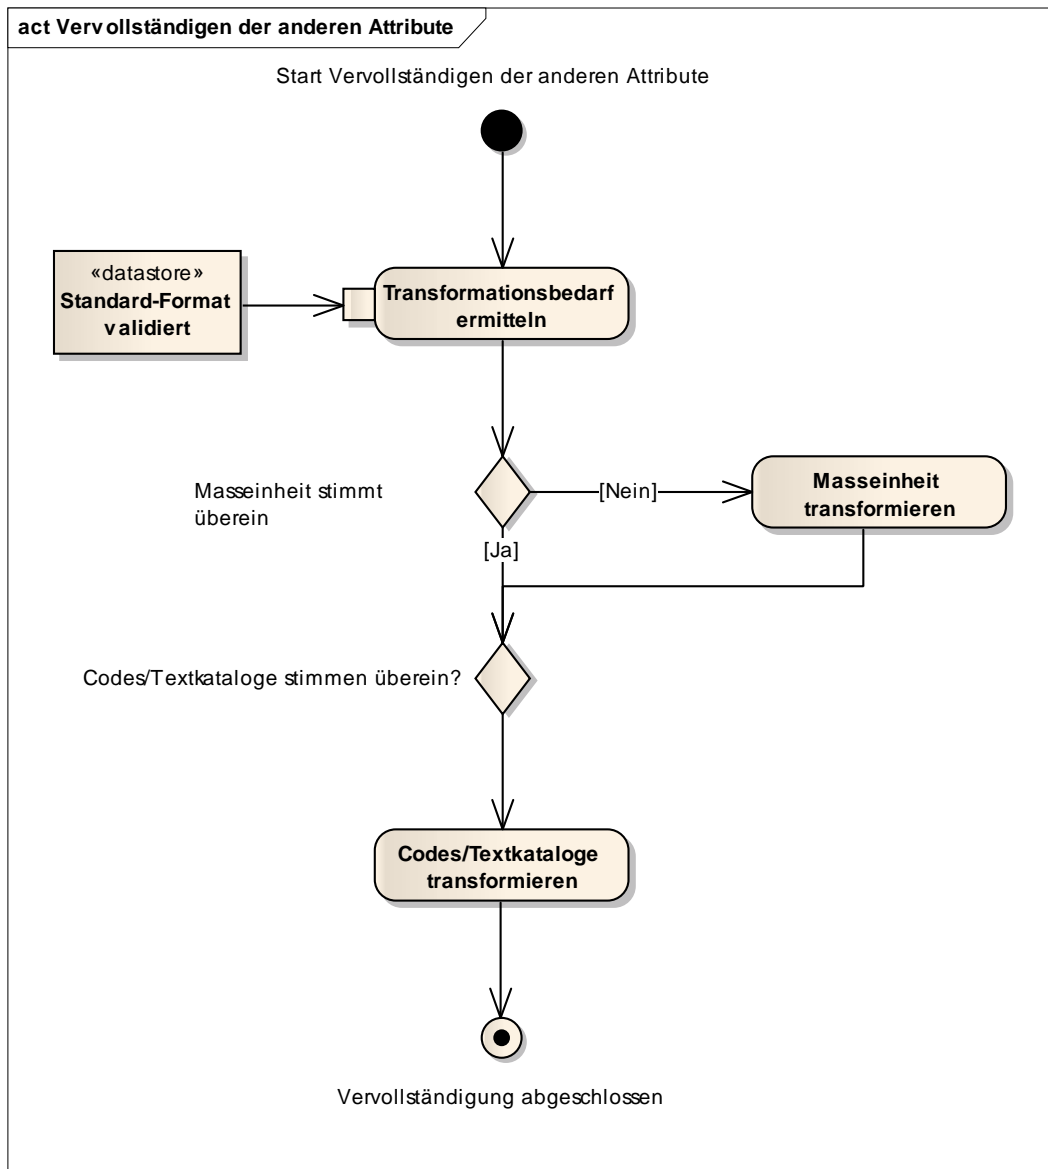 act Vervollständigen der anderen Attribute
Start Vervollständigen der anderen Attribute
«datastore»
Standard-Format
validiert
Transformationsbedarf
ermitteln
Masseinheit stimmt
überein
[Nein]
Masseinheit
transformieren
[Ja]
Codes/Textkataloge stimmen überein?
Codes/Textkataloge
transformieren
Vervollständigung abgeschlossen